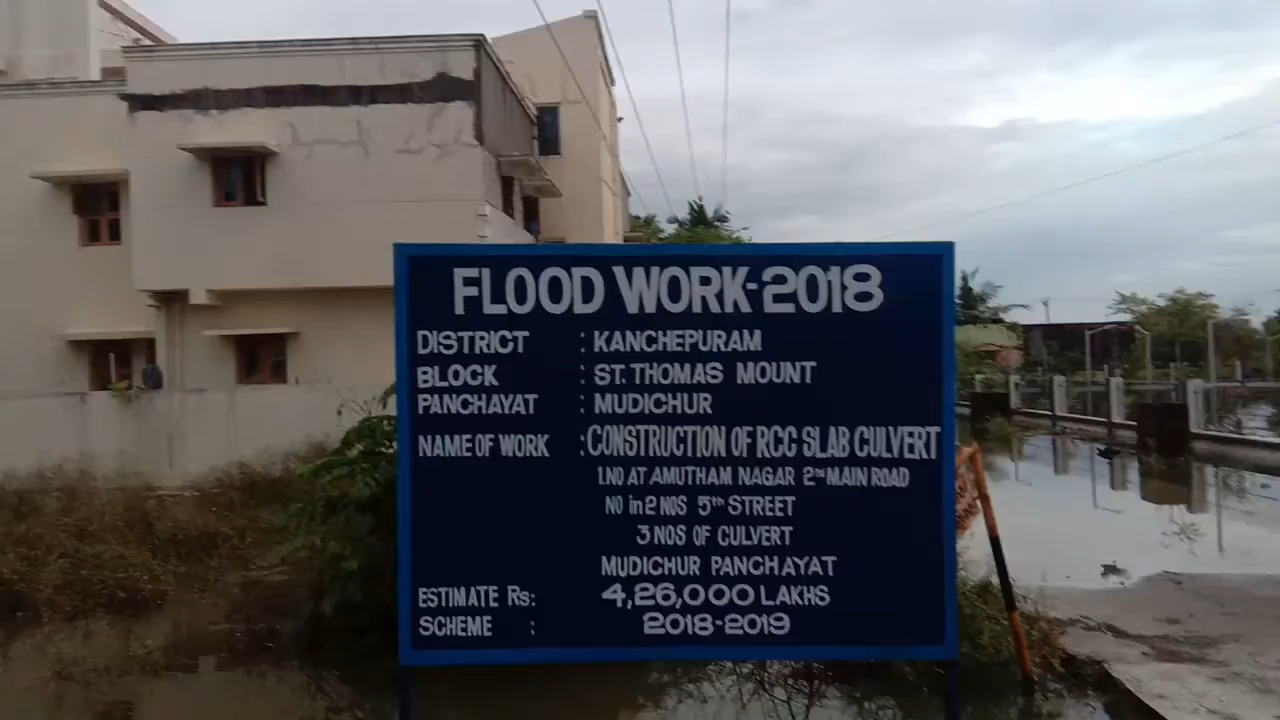 FLOOD WORK-2018
DISTRICT : KANCHEPURAM
BLOCK : ST. THOMAS MOUNT
PANCHAYAT : MUDICHUR
NAME OF WORK : CONSTRUCTION OF RCC SLAB CULVERT
1.NO AT AMUTHAM NAGAR 2ND MAIN ROAD
NO in 2 NOS 5th STREET
3 NOS OF CULVERT
MUDICHUR PANCHAYAT
ESTIMATE Rs: 4,26,000 LAKHS
SCHEME : 2018-2019